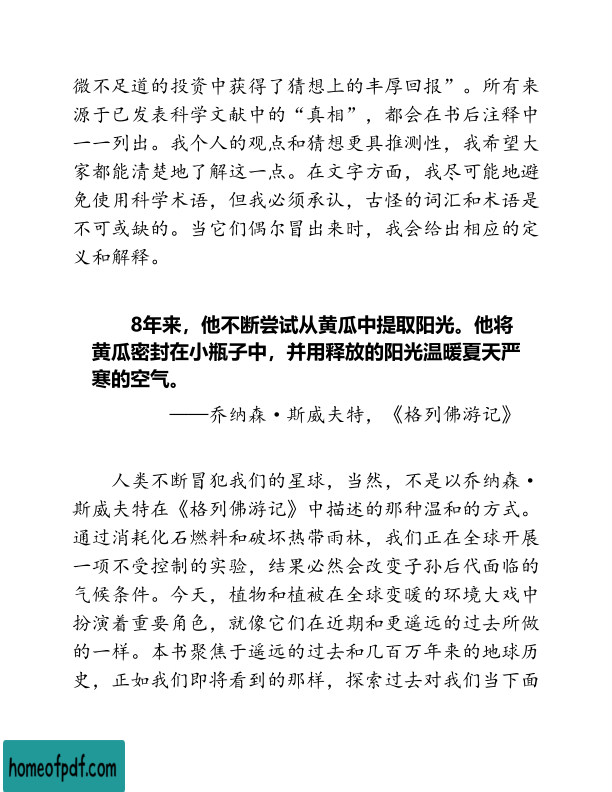 微不足道的投资中获得了猜想上的丰厚回报”。所有来
源于已发表科学文献中的“真相”，都会在书后注释中
一一列出。我个人的观点和猜想更具推测性，我希望大
家都能清楚地了解这一点。在文字方面，我尽可能地避
免使用科学术语，但我必须承认，古怪的词汇和术语是
不可或缺的。当它们偶尔冒出来时，我会给出相应的定
义和解释。
8年来，他不断尝试从黄瓜中提取阳光。他将
黄瓜密封在小瓶子中，并用释放的阳光温暖夏天严
寒的空气。
——乔纳森·斯威夫特，《格列佛游记》
人类不断冒犯我们的星球，当然，不是以乔纳森·
斯威夫特在《格列佛游记》中描述的那种温和的方式。
通过消耗化石燃料和破坏热带雨林，我们正在全球开展
一项不受控制的实验，结果必然会改变子孙后代面临的
气候条件。今天，植物和植被在全球变暖的环境大戏中
扮演着重要角色，就像它们在近期和更遥远的过去所做
的一样。本书聚焦于遥远的过去和几百万年来的地球历
史，正如我们即将看到的那样，探索过去对我们当下面
homeofpdf.com